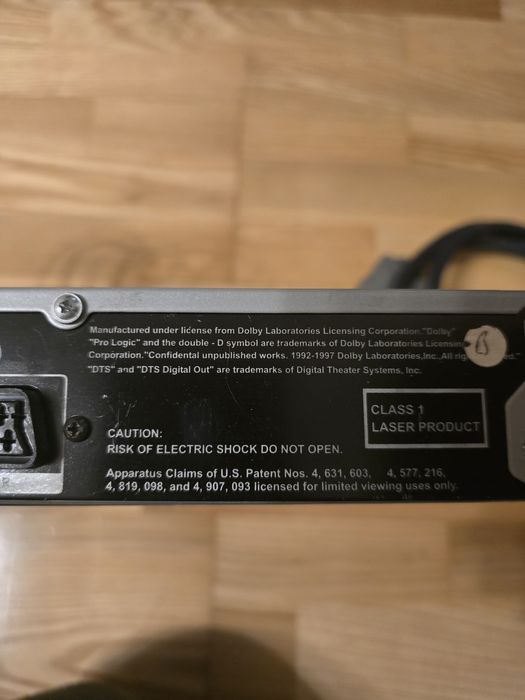 Manufactured under license from Dolby Laboratories Licensing Corporation."Dolby"
"Pro Logic" and the double - D symbol are trademarks of Dolby Laboratories Licensin
Corporation."Confidental unpublished works. 1992-1997 Dolby Laboratories,Inc.,All rig ed."
"DTS" and "DTS Digital Out" are trademarks of Digital Theater Systems, Inc.
B
CLASS 1
LASER PRODUCT
CAUTION:
RISK OF ELECTRIC SHOCK DO NOT OPEN.
Apparatus Claims of U.S. Patent Nos. 4, 631, 603, 4, 577, 216,
4, 819, 098, and 4, 907, 093 licensed for limited viewing uses only.